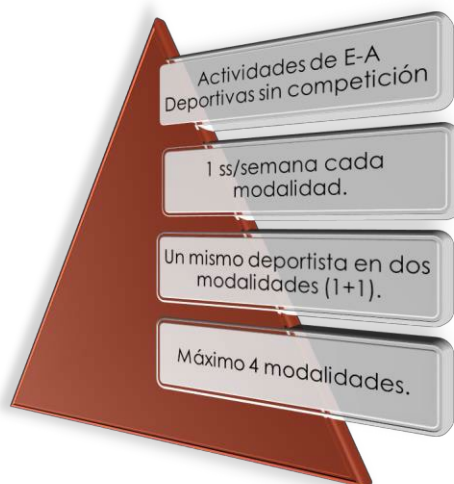 Actividades de E-A
Deportivas sin competición
1 ss/semana cada
modalidad.
Un mismo deportista en dos
modalidades (1+1).
Máximo 4 modalidades.